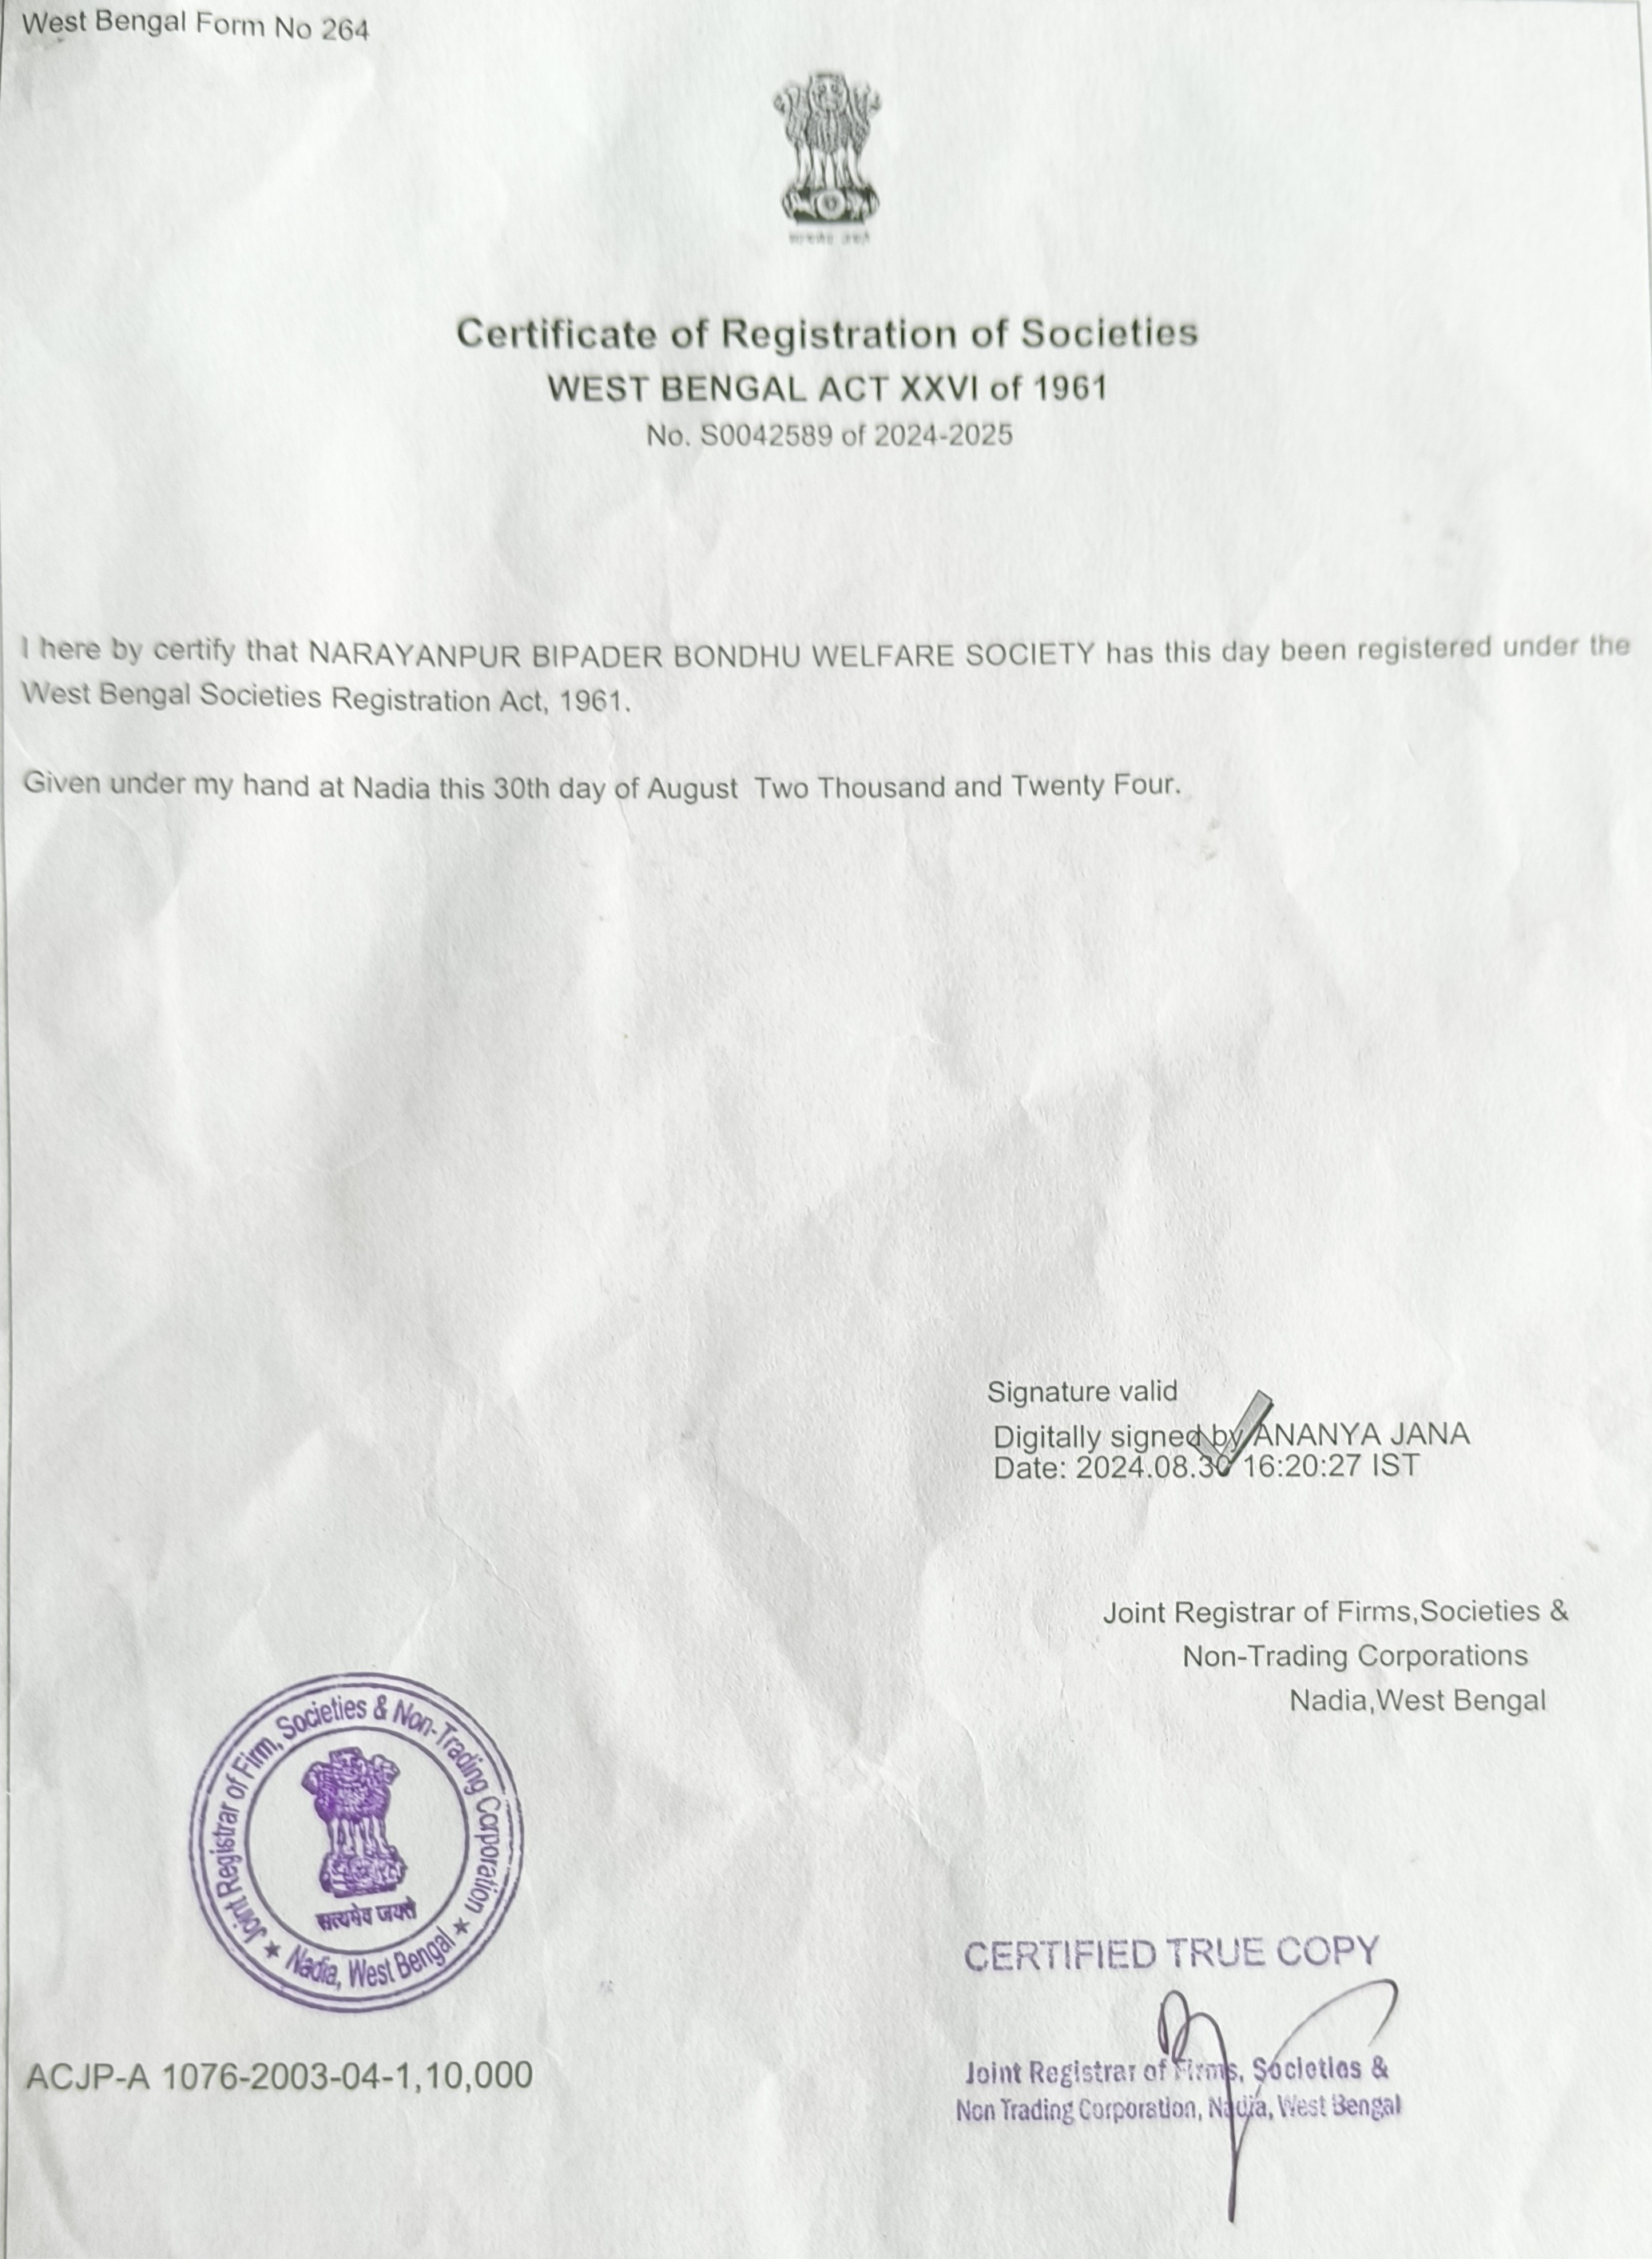 West Bengal Form No 264
Certificate of Registration of Societies
WEST BENGAL ACT XXVI of 1961
No. S0042589 of 2024-2025
I here by certify that NARAYANPUR BIPADER BONDHU WELFARE SOCIETY has this day been registered under the
West Bengal Societies Registration Act, 1961.
Given under my hand at Nadia this 30th day of August Two Thousand and Twenty Four.
Signature valid
Digitally signed by ANANYA JANA
Date: 2024.08.30 16:20:27 IST
Joint Registrar of Firms,Societies &
Non-Trading Corporations
Nadia,West Bengal
Joint Registrar of Firm, Societies & Non-Trading Corporation
सत्यमेव जयते
★ Nadia, West Bengal ★
CERTIFIED TRUE COPY
Joint Registrar of Firms, Societies &
Non Trading Corporation, Nadia, West Bengal
ACJP-A 1076-2003-04-1,10,000